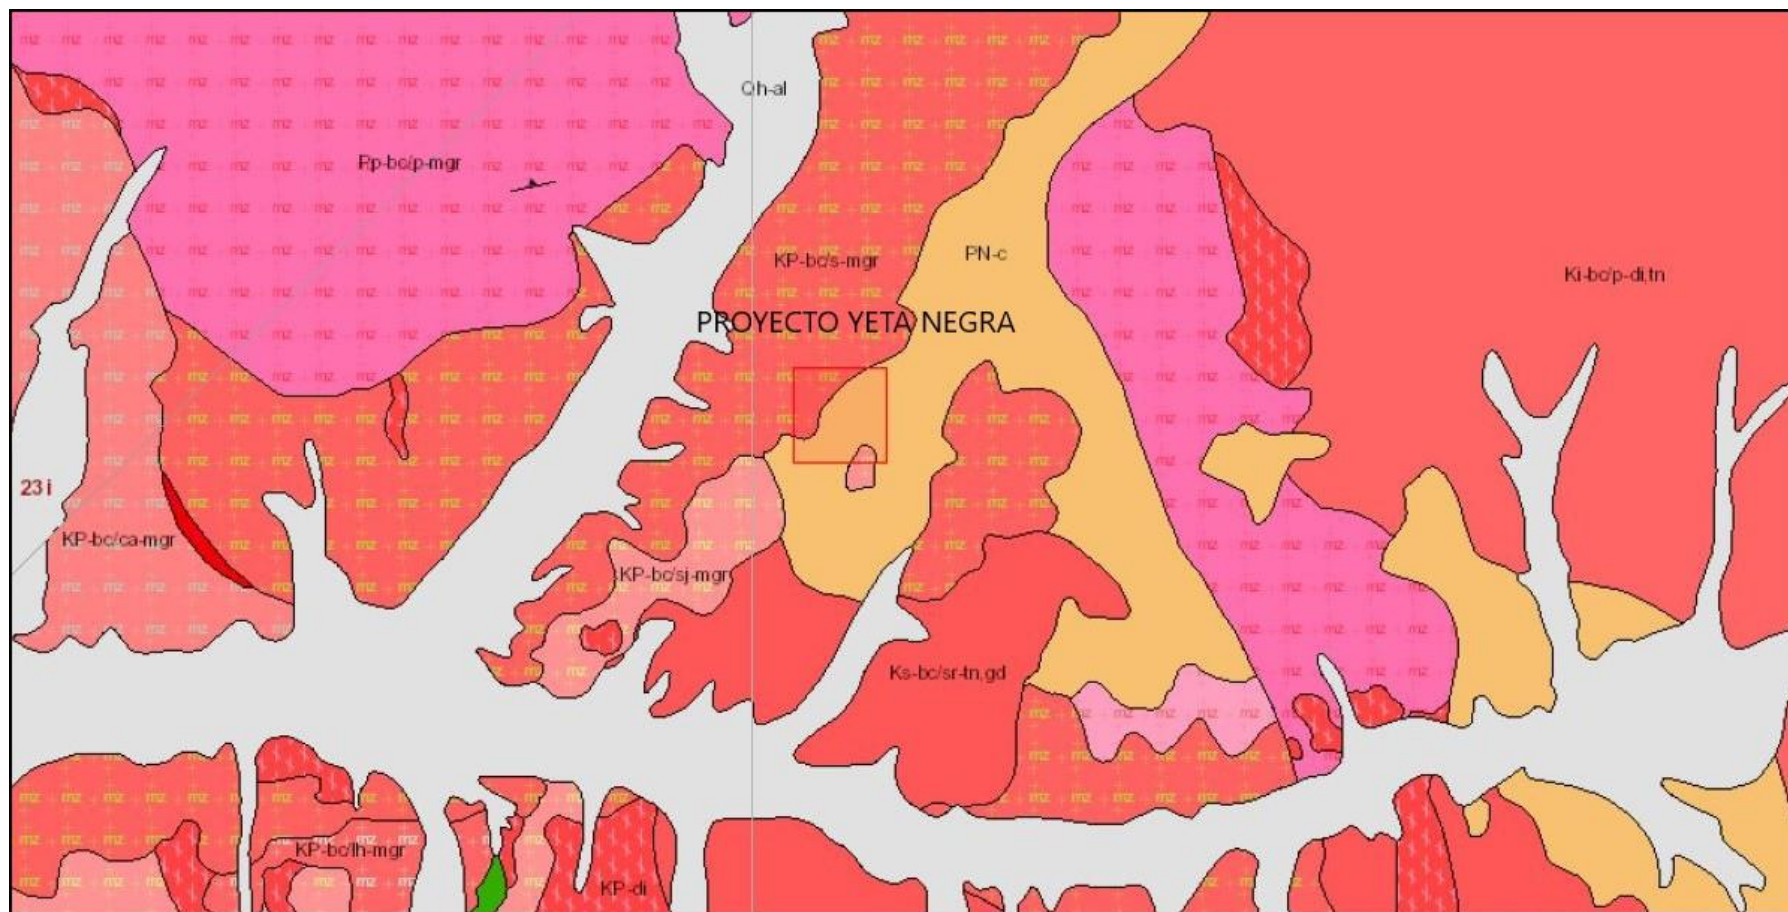 Qh-al
Rp-bc/p-mgr
KP-bc/s-mgr
PN-c
Ki-bc/p-di,tn
PROYECTO YETA NEGRA
23 i
KP-bc/ca-mgr
KP-bc/sj-mgr
Ks-bc/sr-tn,gd
KP-bc/lh-mgr
KP-di